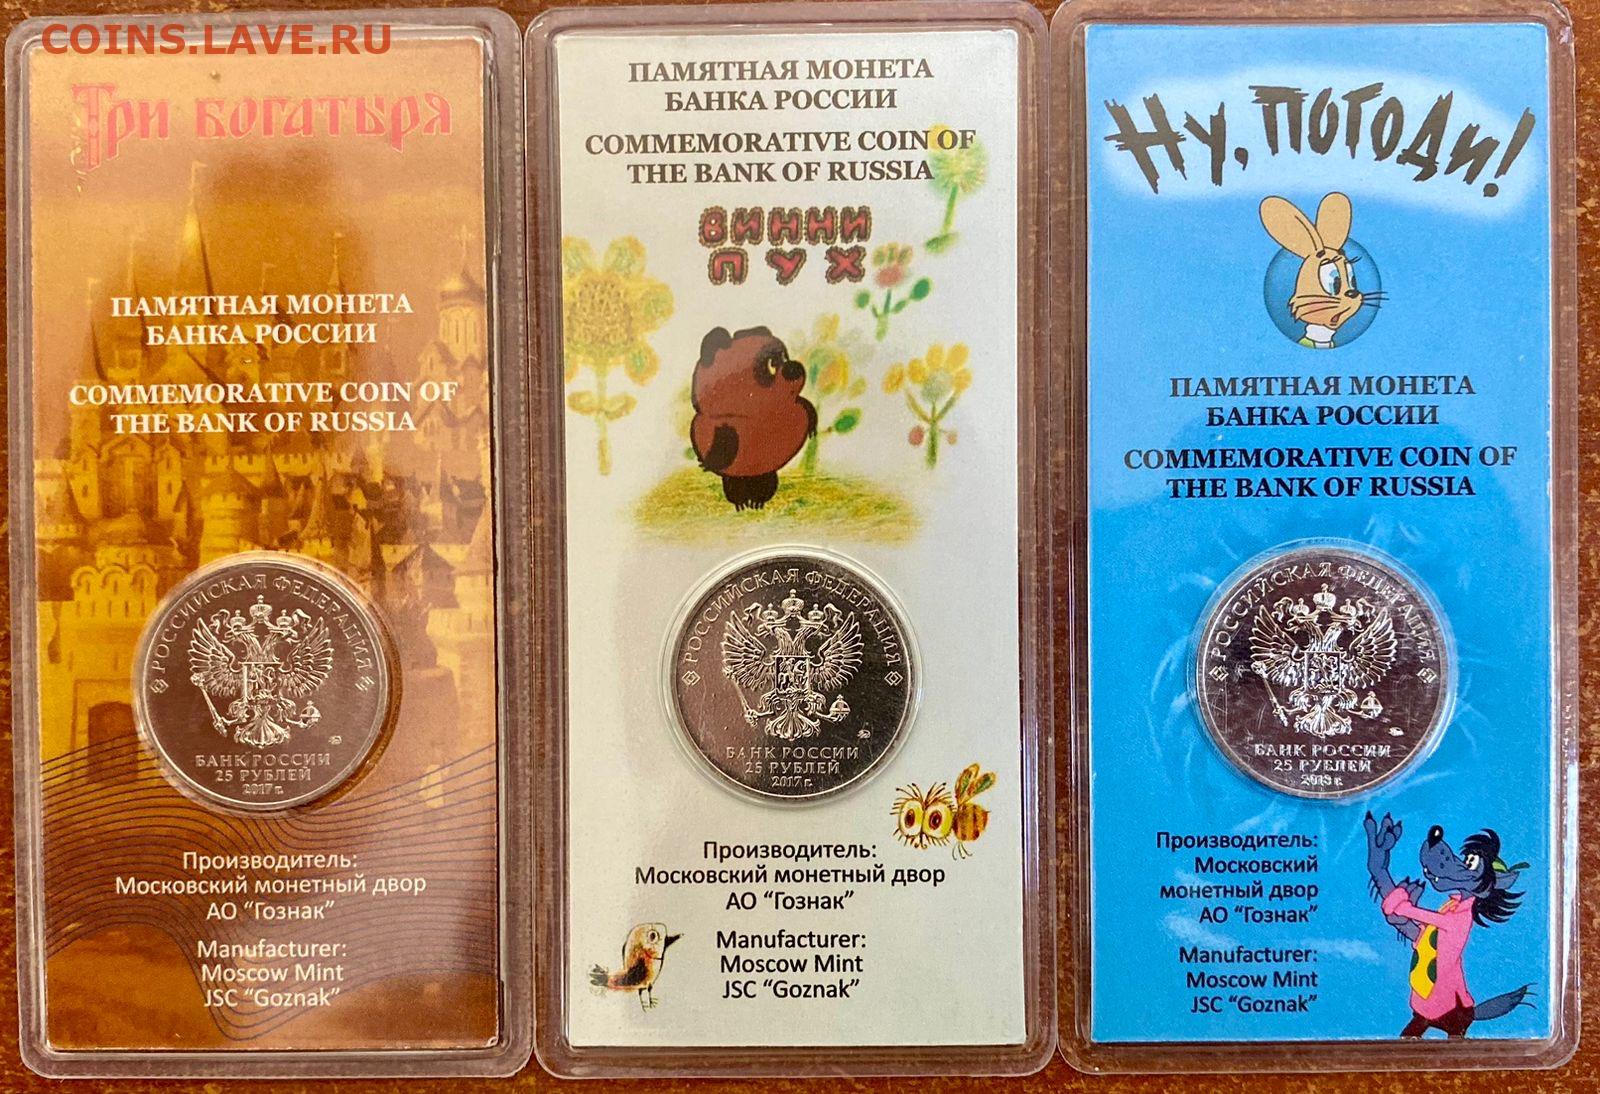 COINS.LAVE.RU
Три богатыря
ПАМЯТНАЯ МОНЕТА
БАНКА РОССИИ
COMMEMORATIVE COIN OF
THE BANK OF RUSSIA
РОССИЙСКАЯ ФЕДЕРАЦИЯ
БАНК РОССИИ
25 РУБЛЕЙ
2017 г.
Производитель:
Московский монетный двор
АО “Гознак”
Manufacturer:
Moscow Mint
JSC “Goznak”
ПАМЯТНАЯ МОНЕТА
БАНКА РОССИИ
COMMEMORATIVE COIN OF
THE BANK OF RUSSIA
ВИННИ
ПУХ
РОССИЙСКАЯ ФЕДЕРАЦИЯ
БАНК РОССИИ
25 РУБЛЕЙ
2017 г.
Производитель:
Московский монетный двор
АО “Гознак”
Manufacturer:
Moscow Mint
JSC “Goznak”
Ну, погоди!
ПАМЯТНАЯ МОНЕТА
БАНКА РОССИИ
COMMEMORATIVE COIN OF
THE BANK OF RUSSIA
РОССИЙСКАЯ ФЕДЕРАЦИЯ
БАНК РОССИИ
25 РУБЛЕЙ
Производитель:
Московский
монетный двор
АО “Гознак”
Manufacturer:
Moscow Mint
JSC “Goznak”